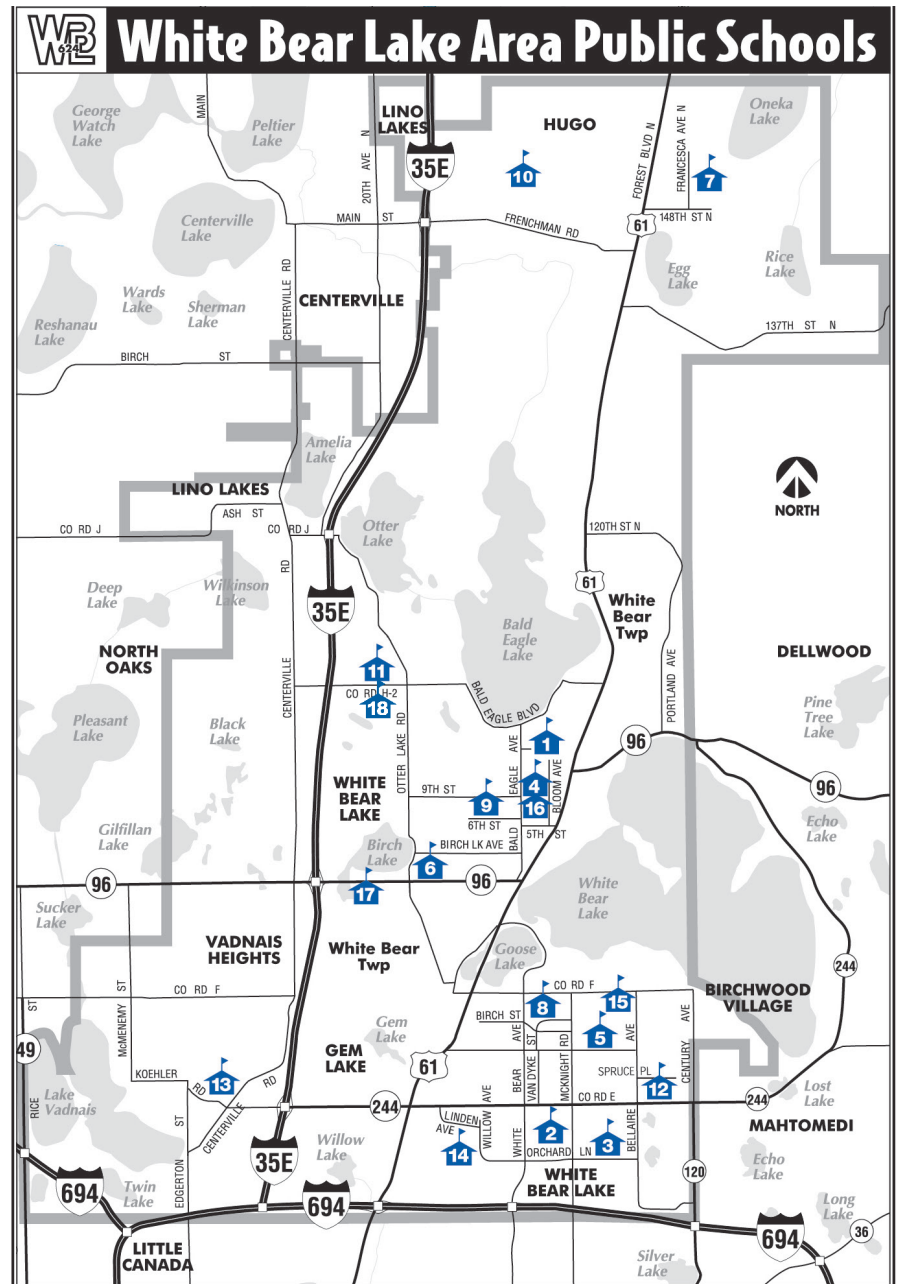 WBL
624
White Bear Lake Area Public Schools
George
Watch
Lake
MAIN
Peltier
Lake
20TH AVE N
LINO
LAKES
35E
HUGO
10
FOREST BLVD N
FRANCESCA AVE N
7
Oneka
Lake
148TH ST N
61
MAIN ST
FRENCHMAN RD
Centerville
Lake
CENTERVILLE RD
CENTERVILLE
Wards
Lake
Sherman
Lake
Reshanau
Lake
Egg
Lake
Rice
Lake
137TH ST N
BIRCH ST
Amelia
Lake
LINO LAKES
ASH ST
CO RD J
CO RD J
Otter
Lake
NORTH
120TH ST N
61
RD
Deep
Lake
Wilkinson
Lake
35E
White
Bear
Twp
Bald
Eagle
Lake
NORTH
OAKS
DELLWOOD
11
CO RD H-2
18
CENTERVILLE
BALD EAGLE BLVD
PORTLAND AVE
Pine
Tree
Lake
Pleasant
Lake
Black
Lake
OTTER LAKE RD
1
96
BALD EAGLE AVE
BLOOM AVE
4
16
WHITE
BEAR
LAKE
9TH ST
9
6TH ST
5TH ST
96
Echo
Lake
Gilfillan
Lake
Birch
Lake
BIRCH LK AVE
6
96
96
17
White
Bear
Lake
Sucker
Lake
VADNAIS
HEIGHTS
White Bear
Twp
Goose
Lake
244
CO RD F
CO RD F
15
BIRCHWOOD
VILLAGE
McMENEMY ST
8
BIRCH ST
5
49
RICE ST
Gem
Lake
GEM
LAKE
61
WHITE BEAR AVE
VAN DYKE ST
MCKNIGHT RD
BELLAIRE AVE
CENTURY AVE
SPRUCE PL
12
KOEHLER RD
13
CENTERVILLE RD
Lake
Vadnais
244
CO RD E
244
Lost
Lake
MAHTOMEDI
EDGERTON ST
LINDEN AVE
WILLOW AVE
14
2
3
ORCHARD LN
35E
Willow
Lake
WHITE
BEAR LAKE
120
Echo
Lake
694
Twin
Lake
694
694
Long
Lake
36
LITTLE
CANADA
Silver
Lake